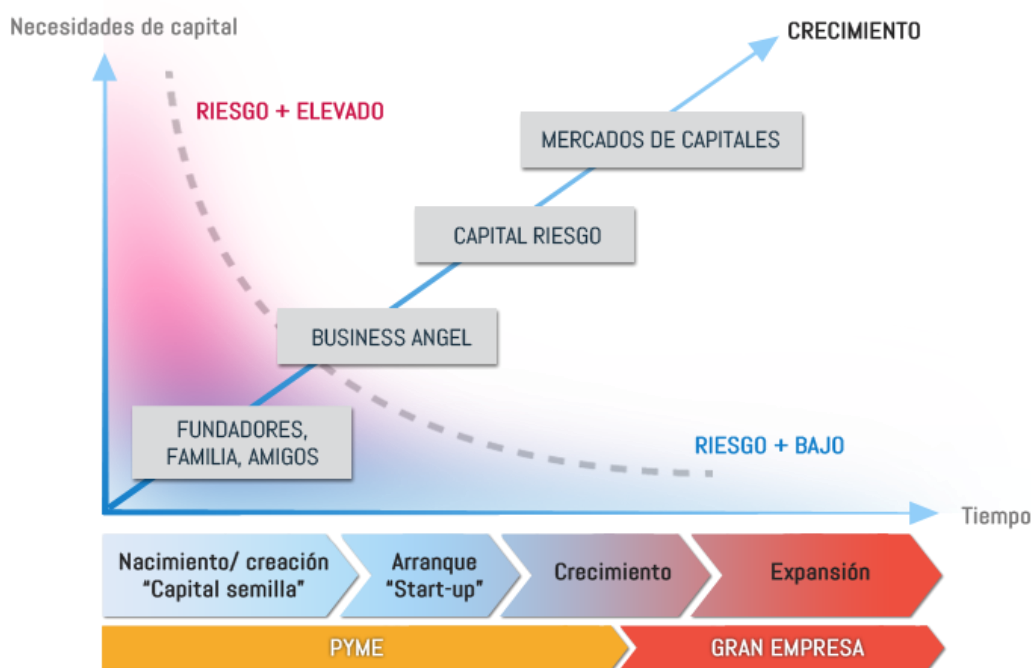 Necesidades de capital
CRECIMIENTO
RIESGO + ELEVADO
MERCADOS DE CAPITALES
CAPITAL RIESGO
BUSINESS ANGEL
FUNDADORES,
FAMILIA, AMIGOS
RIESGO + BAJO
Tiempo
Nacimiento/ creación
“Capital semilla”
Arranque
“Start-up”
Crecimiento
Expansión
PYME
GRAN EMPRESA